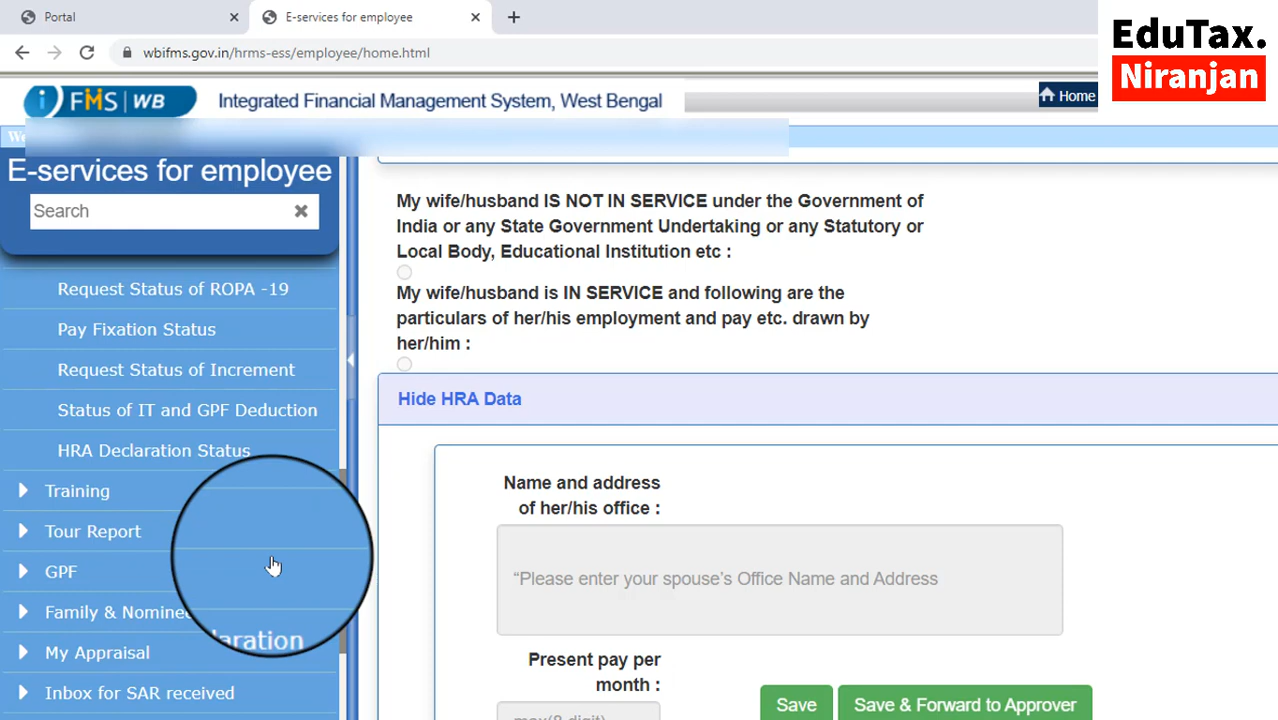 Portal
E-services for employee
wbifms.gov.in/hrms-ess/employee/home.html
EduTax.
Niranjan
i FMS | WB
Integrated Financial Management System, West Bengal
Home
We
E-services for employee
Search
Request Status of ROPA -19
Pay Fixation Status
Request Status of Increment
Status of IT and GPF Deduction
HRA Declaration Status
Training
Tour Report
GPF
Family & Nominee
laration
My Appraisal
Inbox for SAR received
My wife/husband IS NOT IN SERVICE under the Government of
India or any State Government Undertaking or any Statutory or
Local Body, Educational Institution etc :
My wife/husband is IN SERVICE and following are the
particulars of her/his employment and pay etc. drawn by
her/him :
Hide HRA Data
Name and address
of her/his office :
“Please enter your spouse’s Office Name and Address
Present pay per
month :
max(8 digit)
Save
Save & Forward to Approver